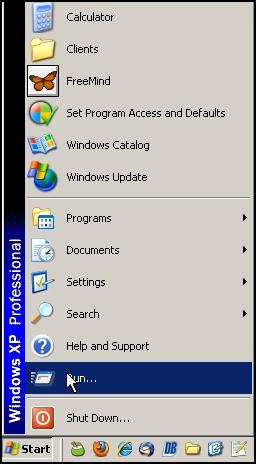 Calculator
Clients
FreeMind
Set Program Access and Defaults
Windows Catalog
Windows Update
Programs
Documents
Settings
Search
Help and Support
Run...
Shut Down...
Windows XP Professional
Start
DB